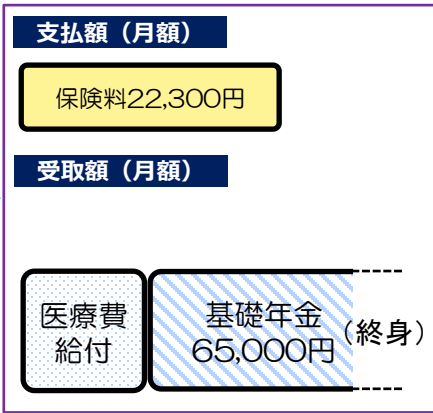 支払額（月額）
保険料22,300円
受取額（月額）
医療費
給付
基礎年金
65,000円
（終身）